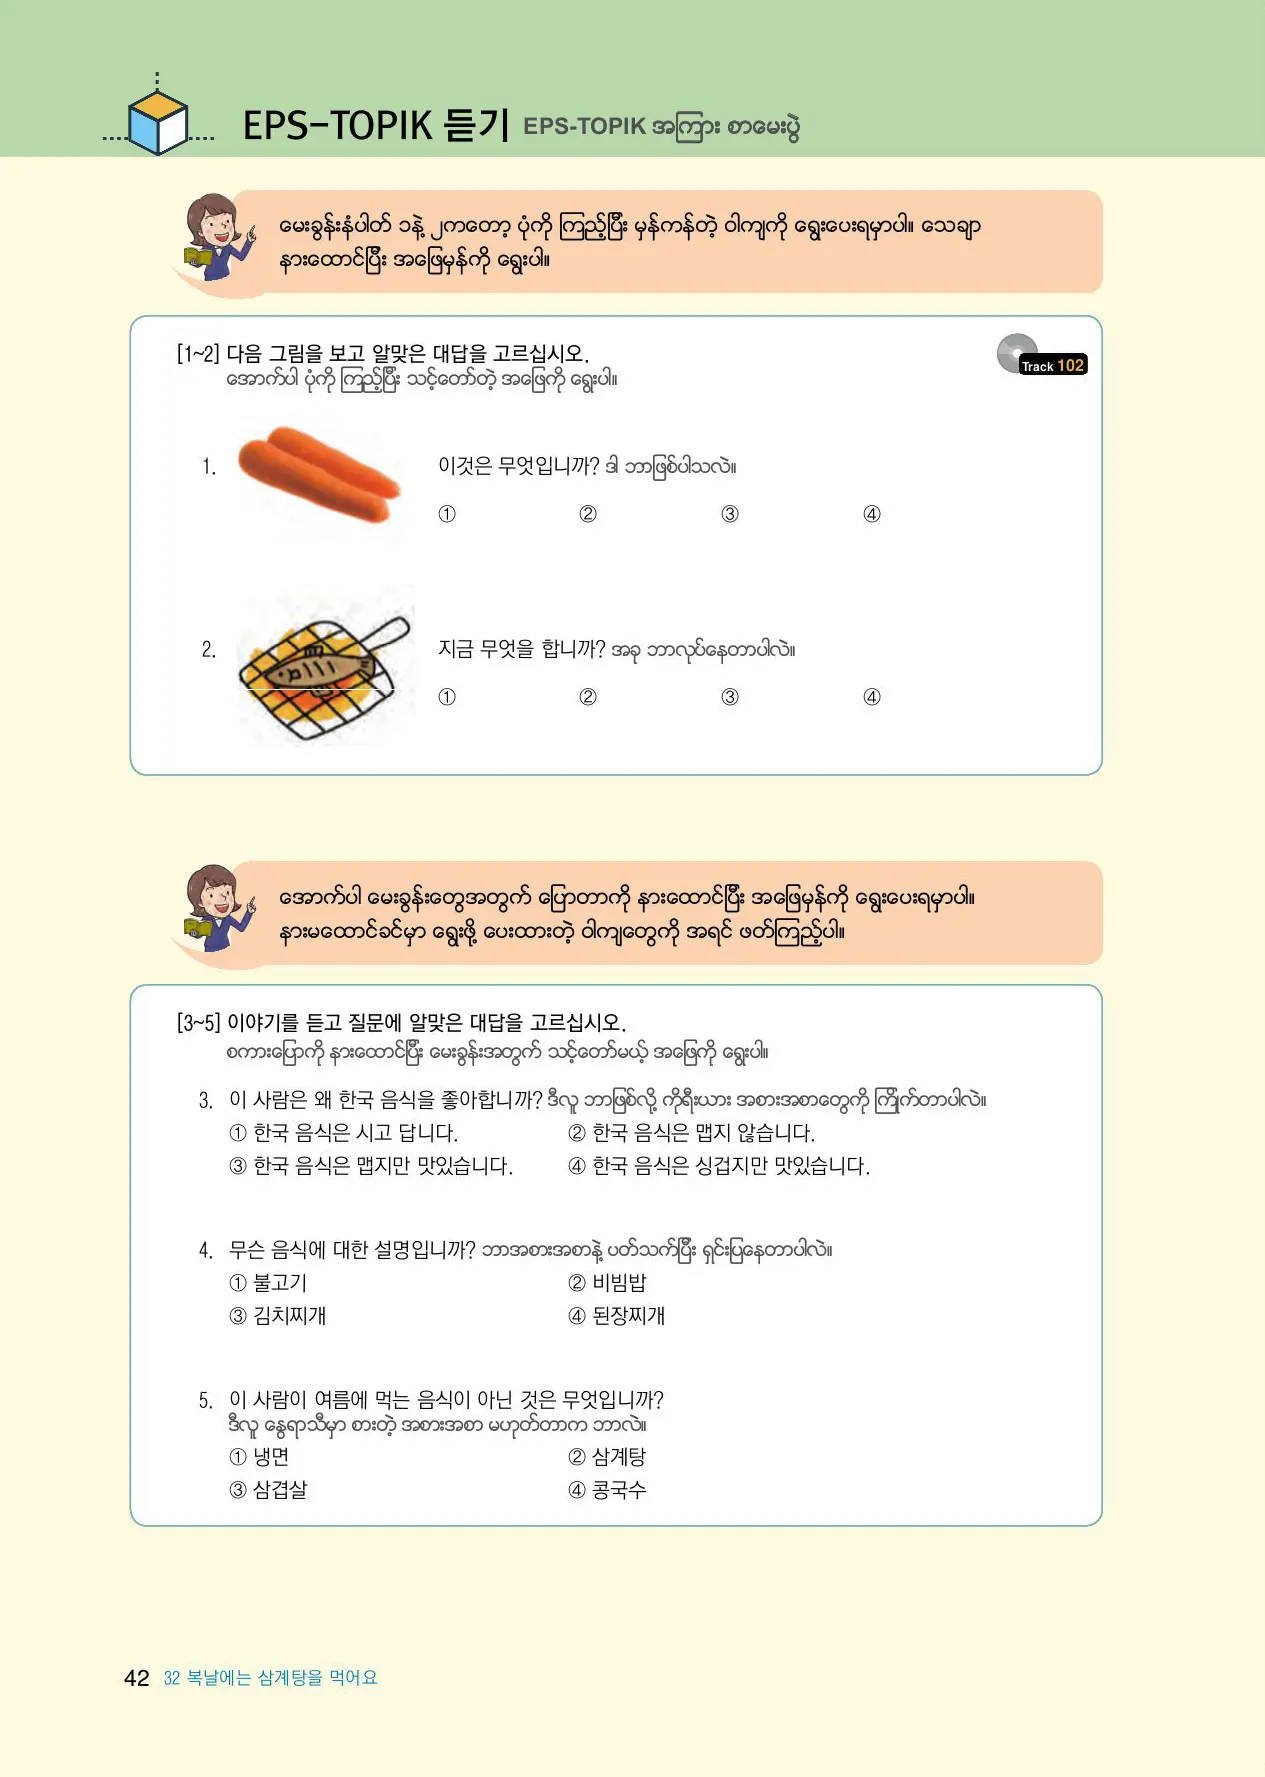 EPS-TOPIK 듣기 EPS-TOPIK အကြား စာမေးပွဲ
မေးခွန်းနံပါတ် ၁နဲ့ ၂ကတော့ ပုံကို ကြည့်ပြီး မှန်ကန်တဲ့ ဝါကျကို ရွေးပေးရမှာပါ။ သေချာ
နားထောင်ပြီး အဖြေမှန်ကို ရွေးပါ။
[1~2] 다음 그림을 보고 알맞은 대답을 고르십시오.
အောက်ပါ ပုံကို ကြည့်ပြီး သင့်တော်တဲ့ အဖြေကို ရွေးပါ။
Track 102
1. 이것은 무엇입니까? ဒါ ဘာဖြစ်ပါသလဲ။
① ② ③ ④
2. 지금 무엇을 합니까? အခု ဘာလုပ်နေတာပါလဲ။
① ② ③ ④
အောက်ပါ မေးခွန်းတွေအတွက် ပြောတာကို နားထောင်ပြီး အဖြေမှန်ကို ရွေးပေးရမှာပါ။
နားမထောင်ခင်မှာ ရွေးဖို့ ပေးထားတဲ့ ဝါကျတွေကို အရင် ဖတ်ကြည့်ပါ။
[3~5] 이야기를 듣고 질문에 알맞은 대답을 고르십시오.
စကားပြောကို နားထောင်ပြီး မေးခွန်းအတွက် သင့်တော်မယ့် အဖြေကို ရွေးပါ။
3. 이 사람은 왜 한국 음식을 좋아합니까? ဒီလူ ဘာဖြစ်လို့ ကိုရီးယား အစားအစာတွေကို ကြိုက်တာပါလဲ။
① 한국 음식은 시고 답니다. ② 한국 음식은 맵지 않습니다.
③ 한국 음식은 맵지만 맛있습니다. ④ 한국 음식은 싱겁지만 맛있습니다.
4. 무슨 음식에 대한 설명입니까? ဘာအစားအစာနဲ့ ပတ်သက်ပြီး ရှင်းပြနေတာပါလဲ။
① 불고기 ② 비빔밥
③ 김치찌개 ④ 된장찌개
5. 이 사람이 여름에 먹는 음식이 아닌 것은 무엇입니까?
ဒီလူ နွေရာသီမှာ စားတဲ့ အစားအစာ မဟုတ်တာက ဘာလဲ။
① 냉면 ② 삼계탕
③ 삼겹살 ④ 콩국수
42 32 복날에는 삼계탕을 먹어요